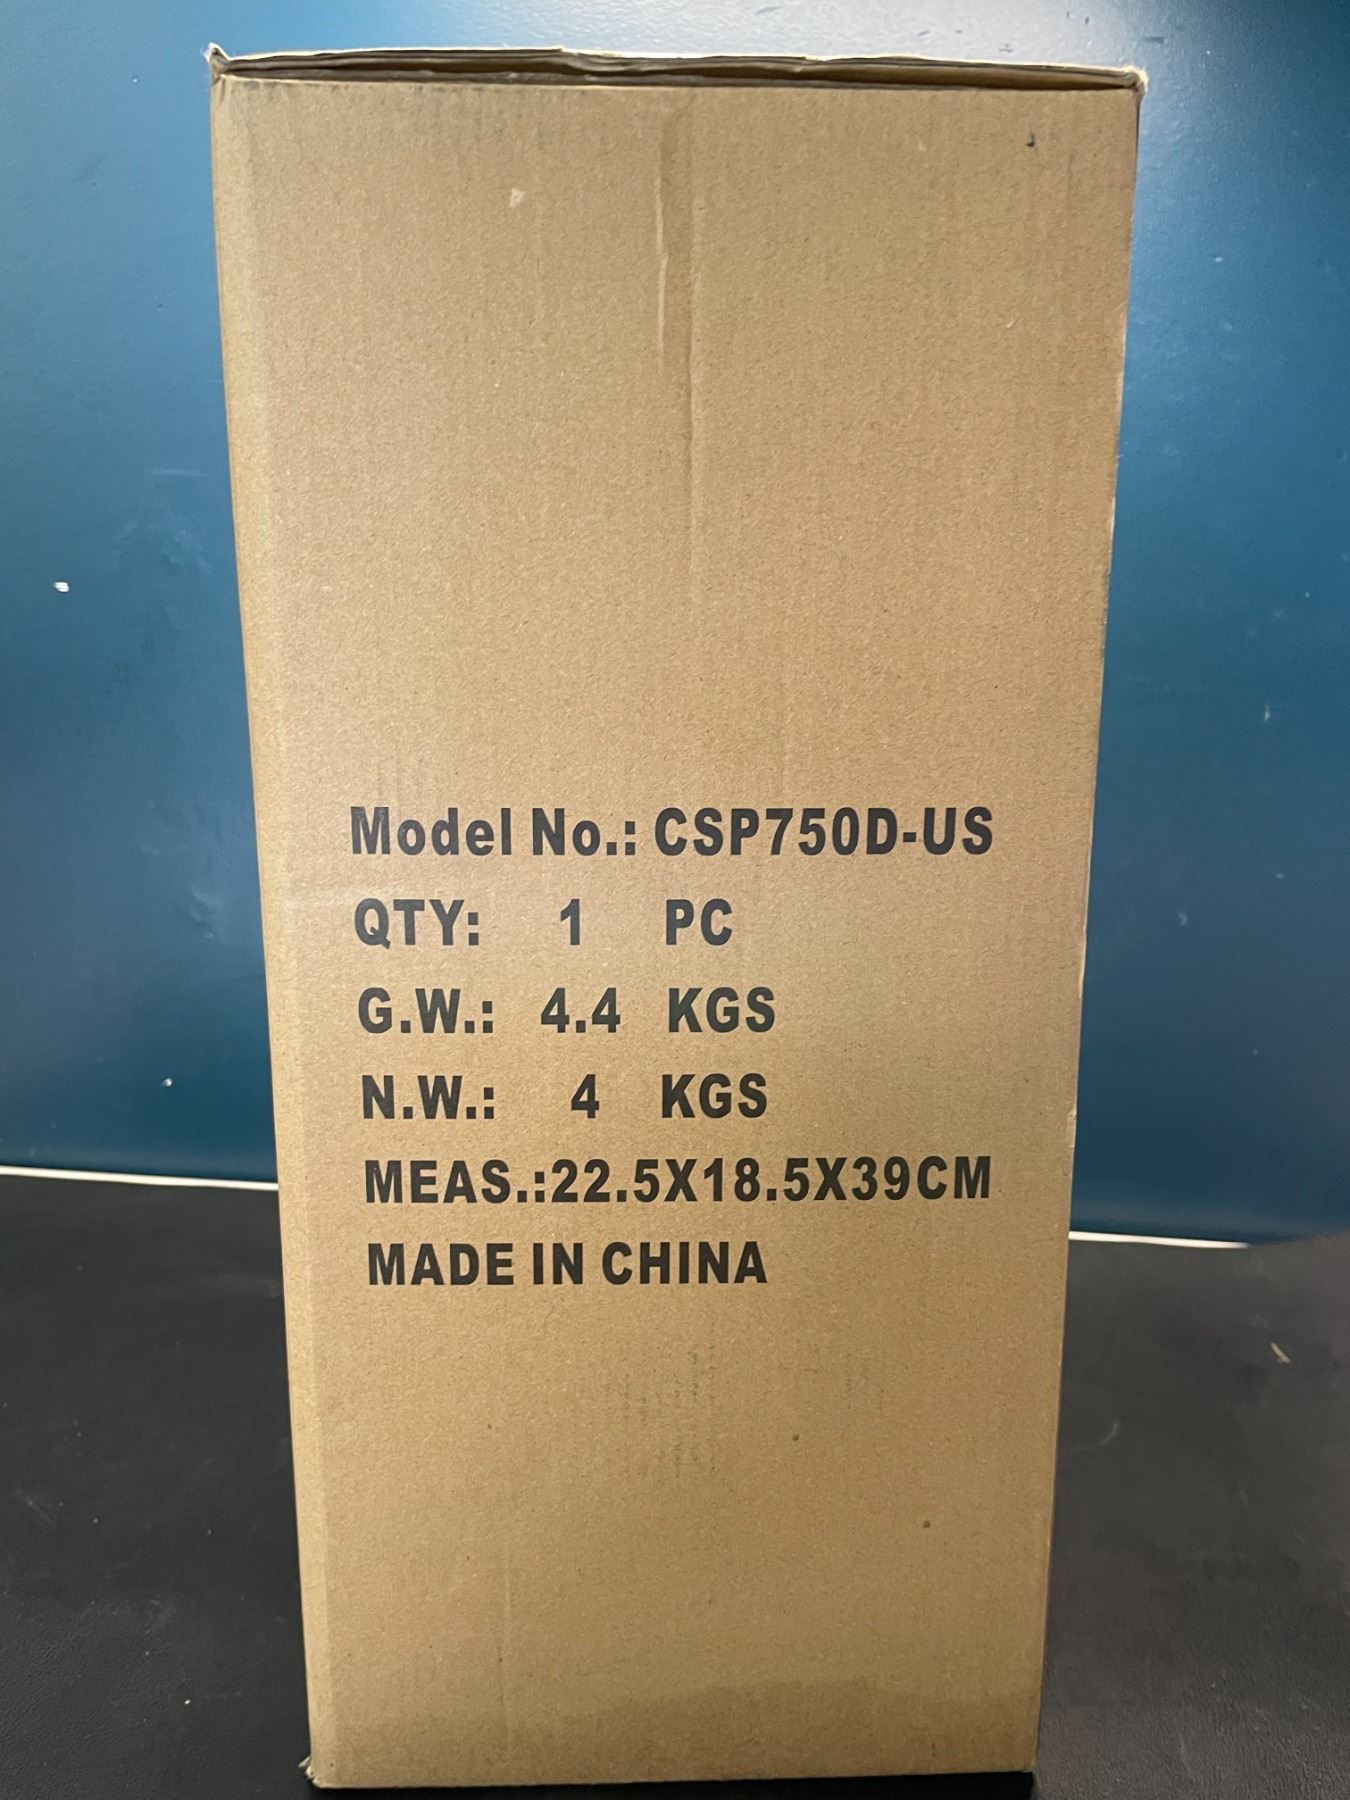 Model No.: CSP750D-US
QTY: 1 PC
G.W.: 4.4 KGS
N.W.: 4 KGS
MEAS.:22.5X18.5X39CM
MADE IN CHINA